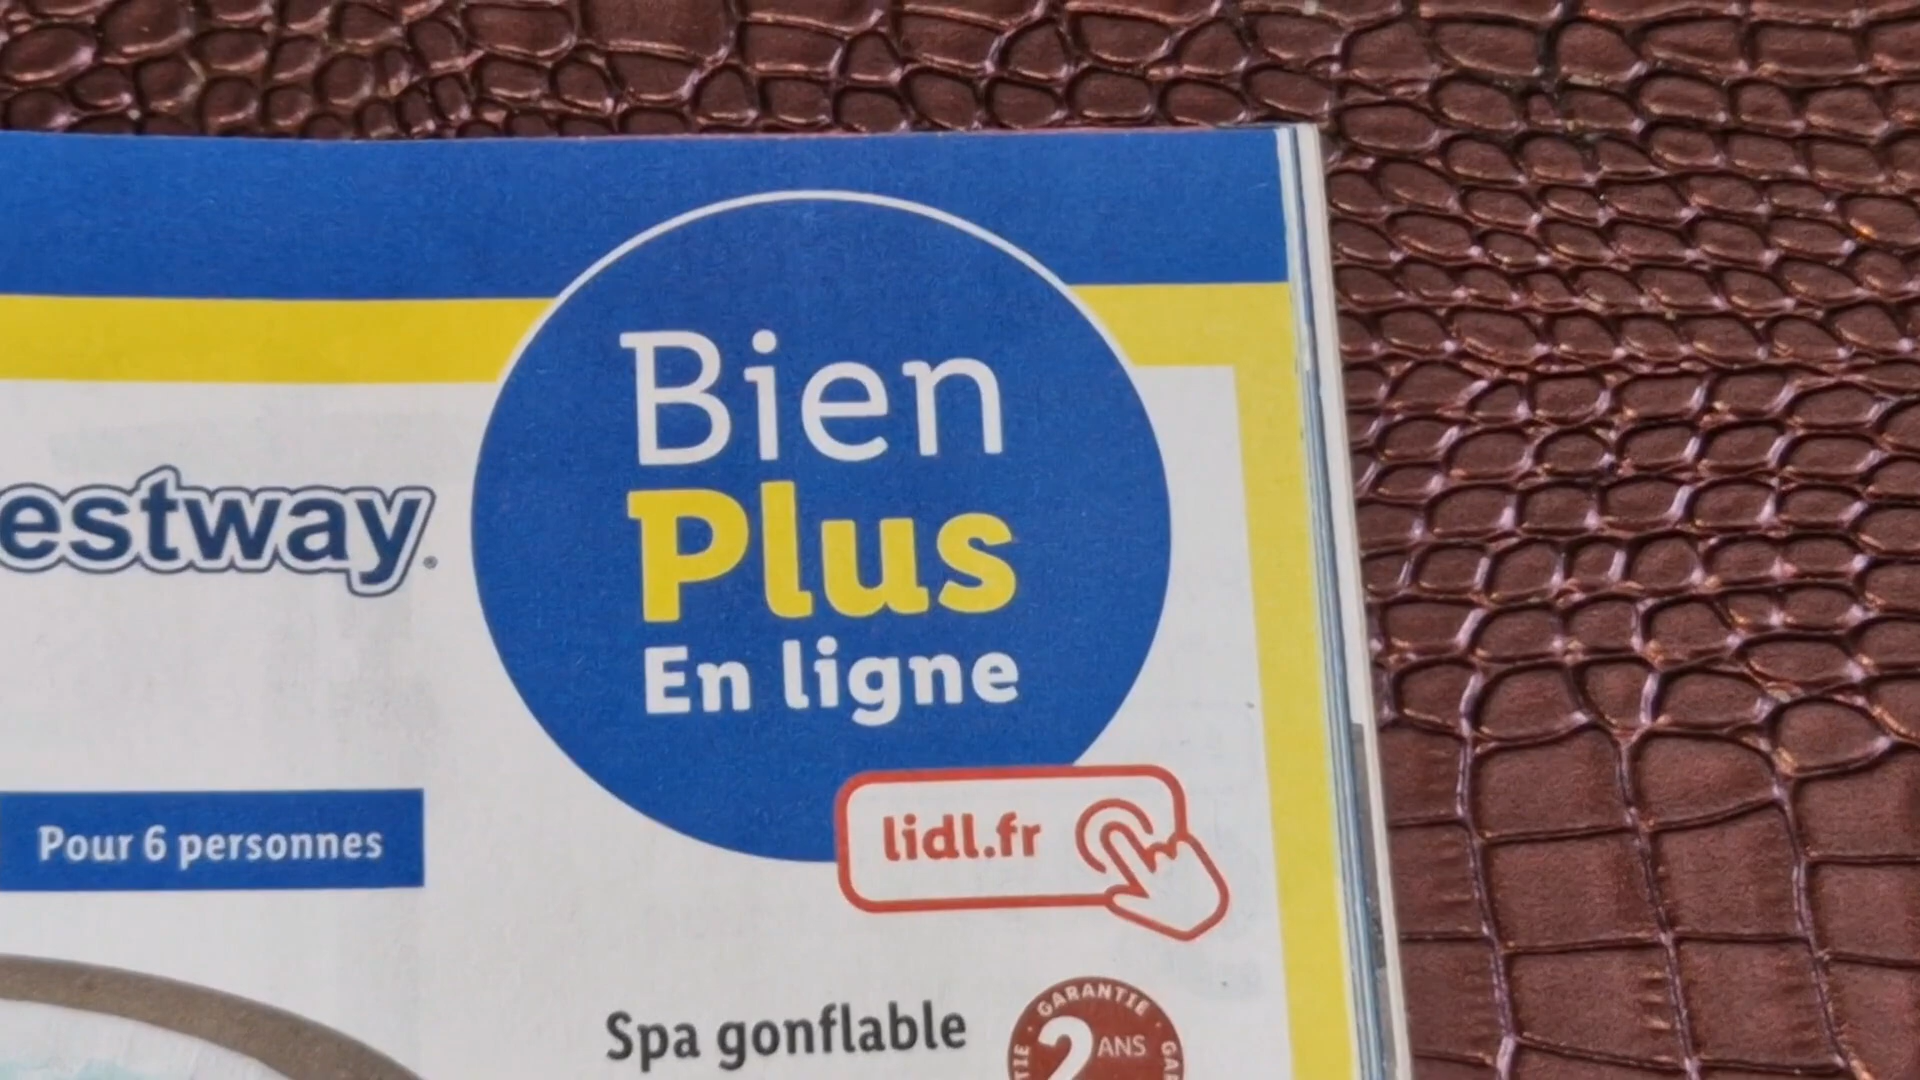 Bien
Plus
En ligne
estway
lidl.fr
Pour 6 personnes
Spa gonflable
GARANTIE
2 ANS